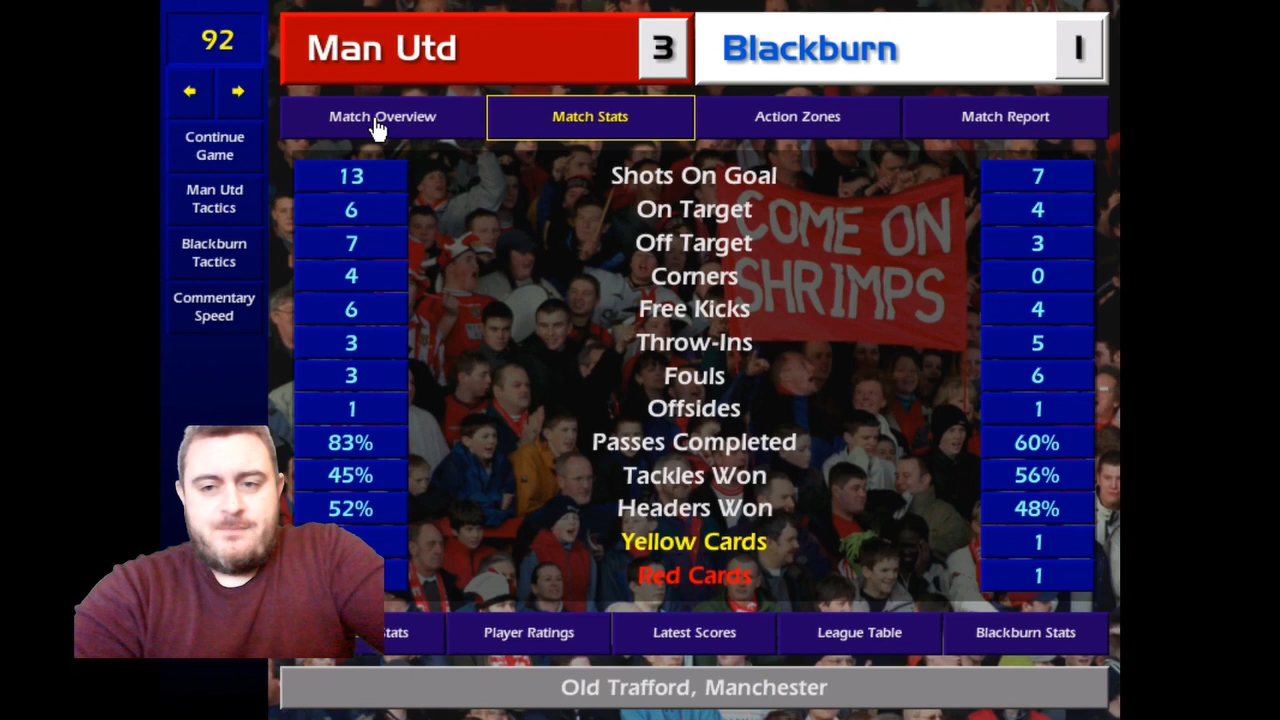 92
Man Utd 3
Blackburn 1
Match Overview
Match Stats
Action Zones
Match Report
Continue
Game
Man Utd
Tactics
Blackburn
Tactics
Commentary
Speed
13 Shots On Goal 7
6 On Target 4
7 Off Target 3
4 Corners 0
6 Free Kicks 4
3 Throw-Ins 5
3 Fouls 6
1 Offsides 1
83% Passes Completed 60%
45% Tackles Won 56%
52% Headers Won 48%
Yellow Cards 1
Red Cards 1
COME ON
SHRIMPS
Stats
Player Ratings
Latest Scores
League Table
Blackburn Stats
Old Trafford, Manchester